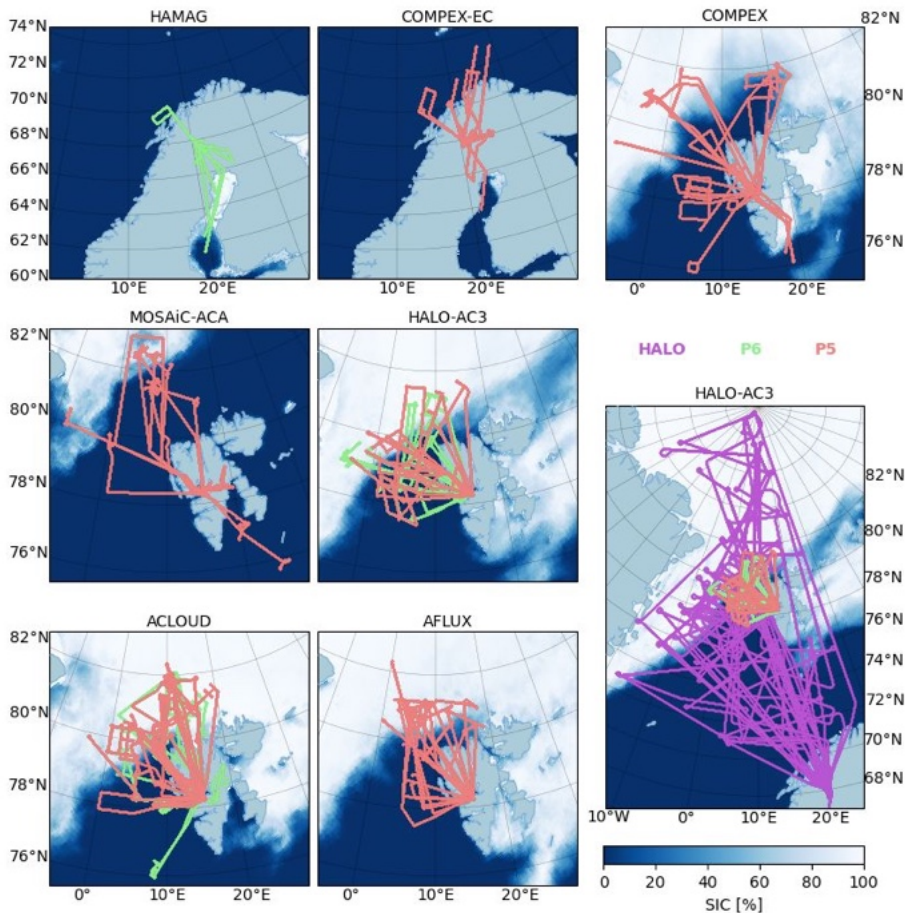 HAMAG
COMPEX-EC
COMPEX
74°N
72°N
70°N
68°N
66°N
64°N
62°N
60°N
10°E
20°E
10°E
20°E
82°N
80°N
78°N
76°N
0°
10°E
20°E
MOSAiC-ACA
HALO-AC3
82°N
80°N
78°N
76°N
HALO
P6
P5
HALO-AC3
82°N
80°N
78°N
76°N
74°N
72°N
70°N
68°N
10°W
0°
10°E
20°E
ACLOUD
AFLUX
82°N
80°N
78°N
76°N
0°
10°E
20°E
0°
10°E
20°E
0
20
40
60
80
100
SIC [%]